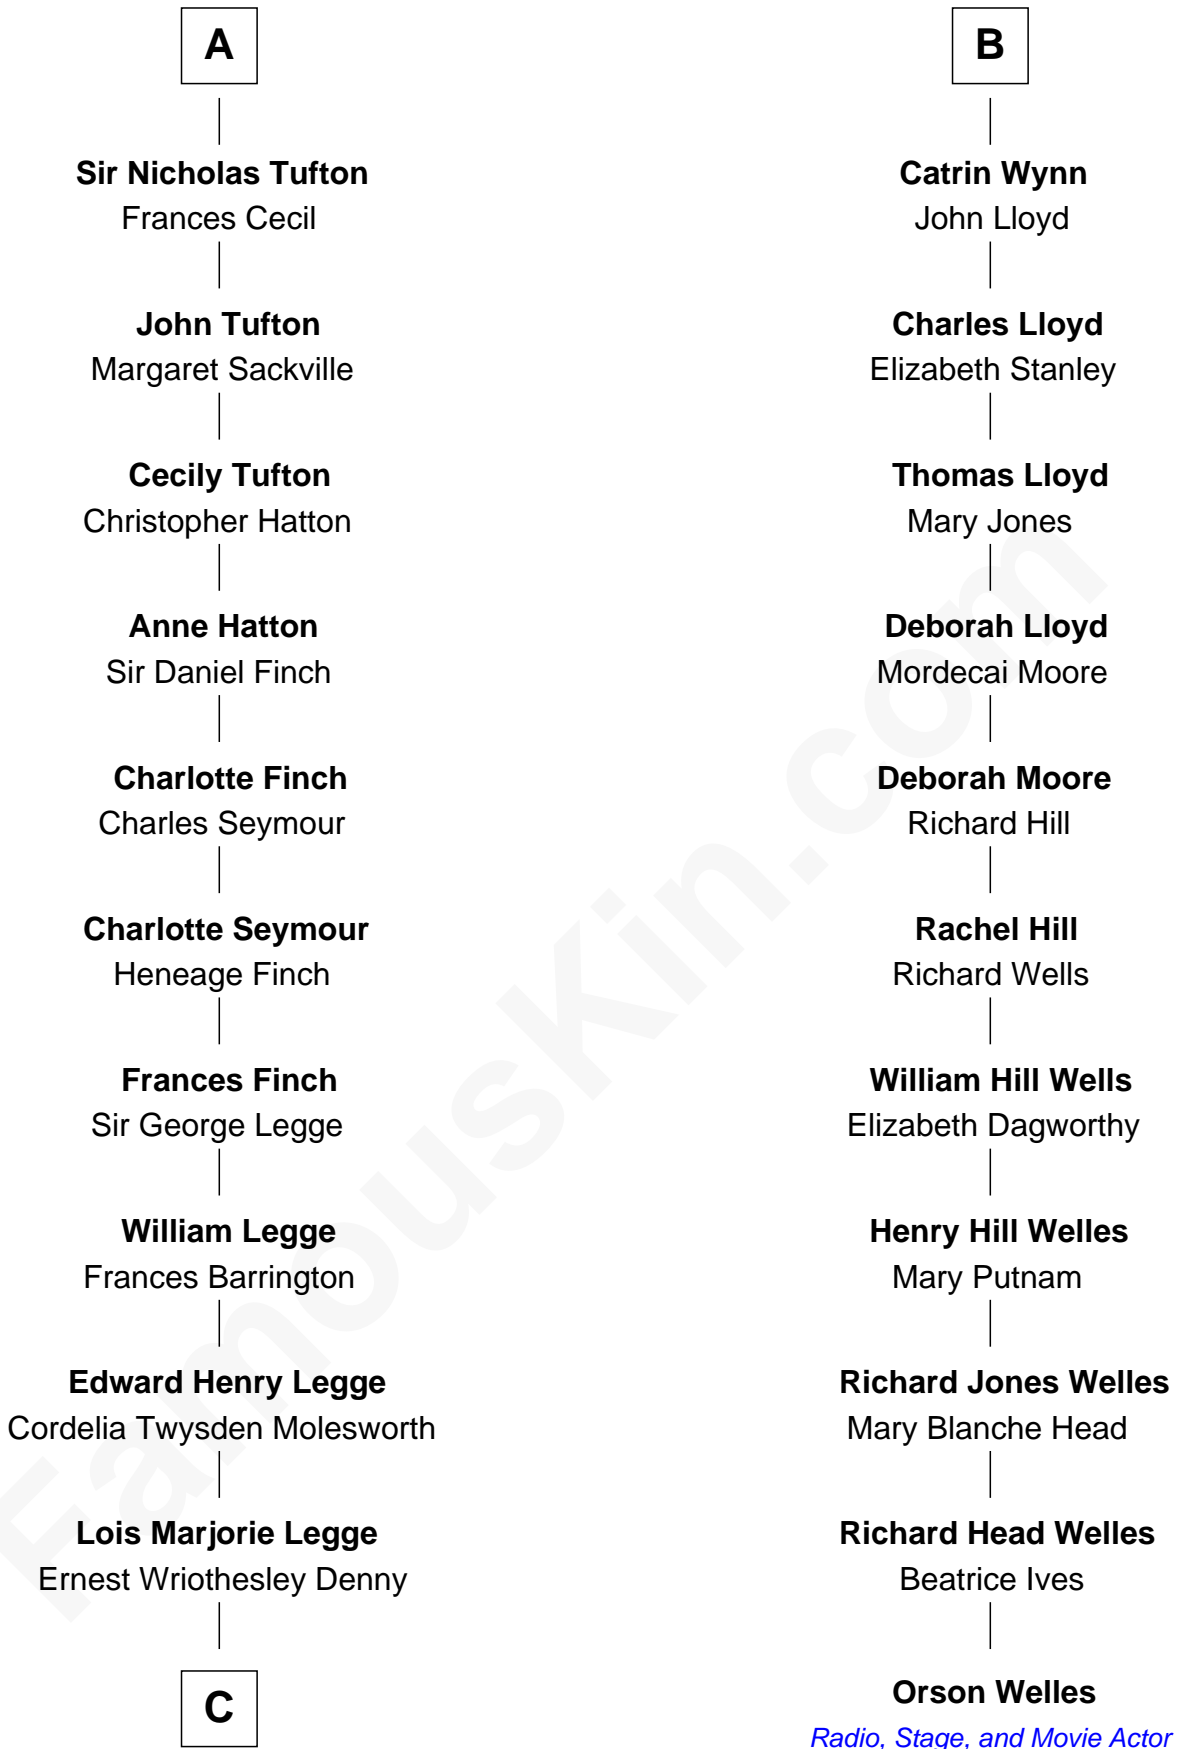 A
Sir Nicholas Tufton
Frances Cecil
John Tufton
Margaret Sackville
Cecily Tufton
Christopher Hatton
Anne Hatton
Sir Daniel Finch
Charlotte Finch
Charles Seymour
Charlotte Seymour
Heneage Finch
Frances Finch
Sir George Legge
William Legge
Frances Barrington
Edward Henry Legge
Cordelia Twysden Molesworth
Lois Marjorie Legge
Ernest Wriothesley Denny
C
B
Catrin Wynn
John Lloyd
Charles Lloyd
Elizabeth Stanley
Thomas Lloyd
Mary Jones
Deborah Lloyd
Mordecai Moore
Deborah Moore
Richard Hill
Rachel Hill
Richard Wells
William Hill Wells
Elizabeth Dagworthy
Henry Hill Welles
Mary Putnam
Richard Jones Welles
Mary Blanche Head
Richard Head Welles
Beatrice Ives
Orson Welles
Radio, Stage, and Movie Actor
FamousKin.com